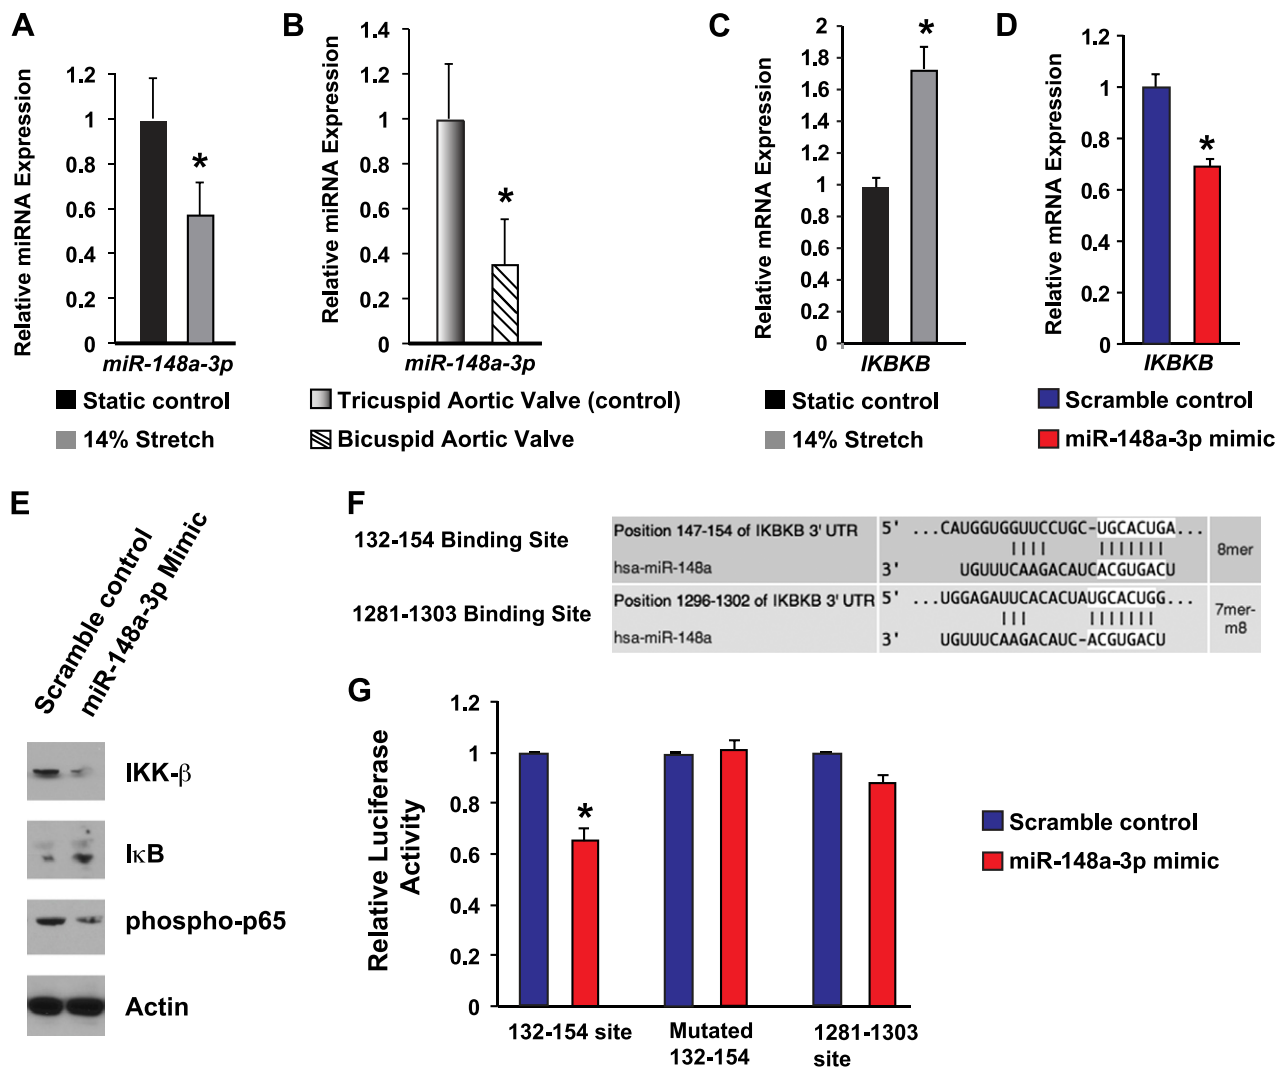 A
Relative miRNA Expression
1.2
1
0.8
0.6
0.4
0.2
0
*
miR-148a-3p
Static control
14% Stretch
B
Relative miRNA Expression
1.4
1.2
1
0.8
0.6
0.4
0.2
0
*
miR-148a-3p
Tricuspid Aortic Valve (control)
Bicuspid Aortic Valve
C
Relative mRNA Expression
2
1.8
1.6
1.4
1.2
1
0.8
0.6
0.4
0.2
0
*
IKBKB
Static control
14% Stretch
D
Relative mRNA Expression
1.2
1
0.8
0.6
0.4
0.2
0
*
IKBKB
Scramble control
miR-148a-3p mimic
E
Scramble control
miR-148a-3p Mimic
IKK-β
IκB
phospho-p65
Actin
F
132-154 Binding Site
Position 147-154 of IKBKB 3' UTR 5' ...CAUGGUGGUUCCUGC-UGCACUGA...
hsa-miR-148a 3' UGUUUCAAGACAUCACGUGACU
8mer
1281-1303 Binding Site
Position 1296-1302 of IKBKB 3' UTR 5' ...UGGAGAUUCACACUAUGCACUGG...
hsa-miR-148a 3' UGUUUCAAGACAUC-ACGUGACU
7mer-
m8
G
Relative Luciferase
Activity
1.2
1
0.8
0.6
0.4
0.2
0
*
132-154 site
Mutated
132-154
1281-1303
site
Scramble control
miR-148a-3p mimic